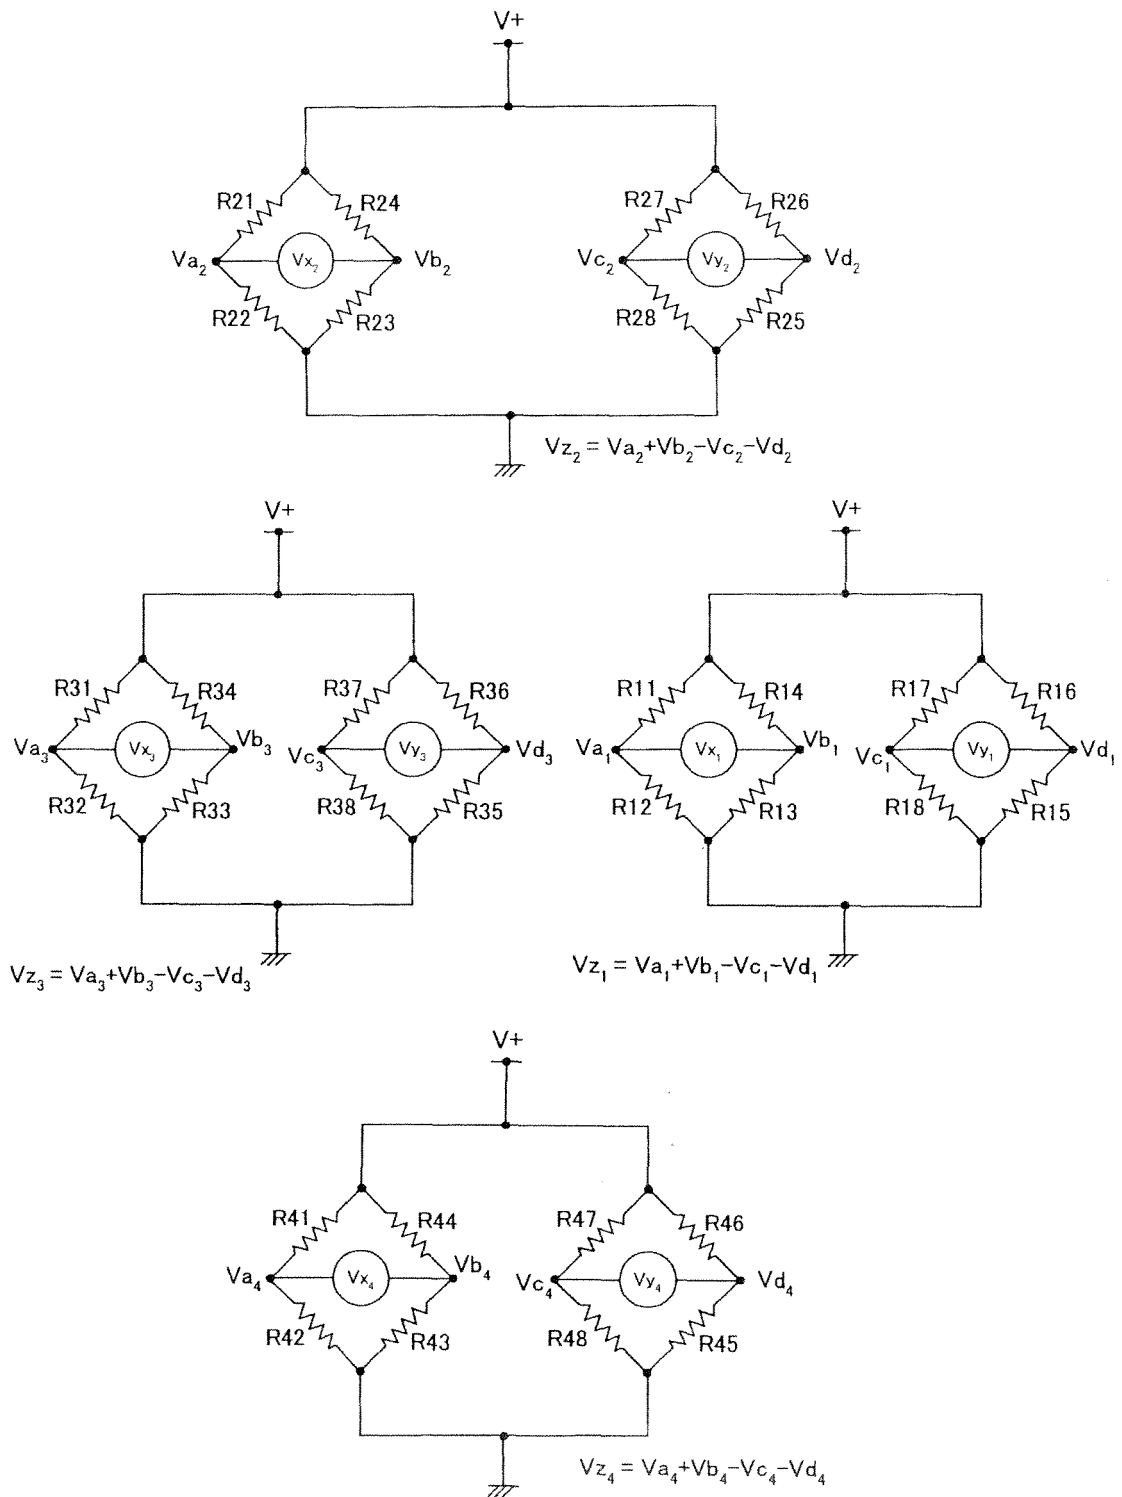 V+
R21 R24 R27 R26
Va₂ Vx₂ Vb₂ Vc₂ Vy₂ Vd₂
R22 R23 R28 R25
Vz₂ = Va₂+Vb₂-Vc₂-Vd₂
V+ V+
R31 R34 R37 R36 R11 R14 R17 R16
Va₃ Vx₃ Vb₃ Vc₃ Vy₃ Vd₃ Va₁ Vx₁ Vb₁ Vc₁ Vy₁ Vd₁
R32 R33 R38 R35 R12 R13 R18 R15
Vz₃ = Va₃+Vb₃-Vc₃-Vd₃ Vz₁ = Va₁+Vb₁-Vc₁-Vd₁
V+
R41 R44 R47 R46
Va₄ Vx₄ Vb₄ Vc₄ Vy₄ Vd₄
R42 R43 R48 R45
Vz₄ = Va₄+Vb₄-Vc₄-Vd₄